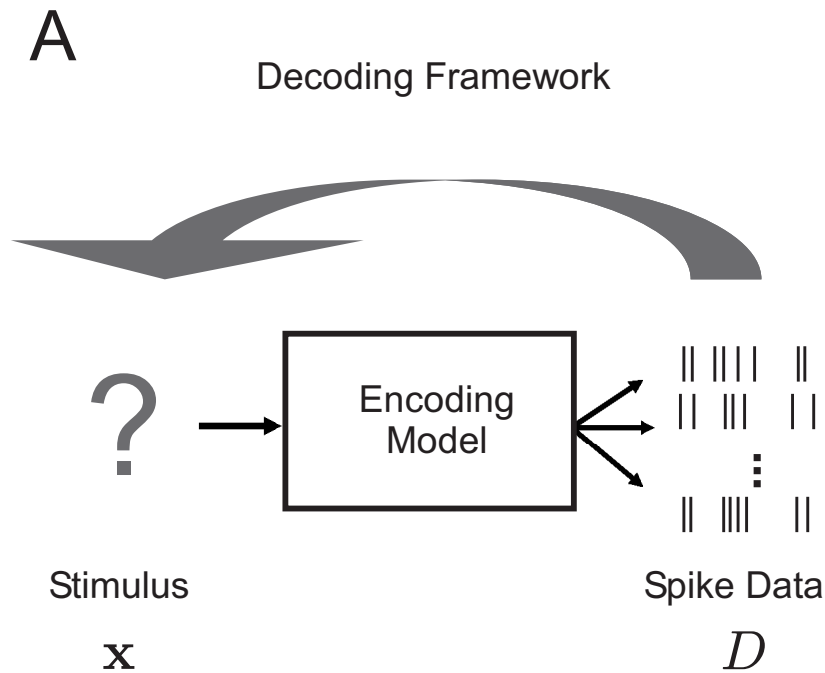 A
Decoding Framework
?
Encoding
Model
Stimulus
Spike Data
x
D